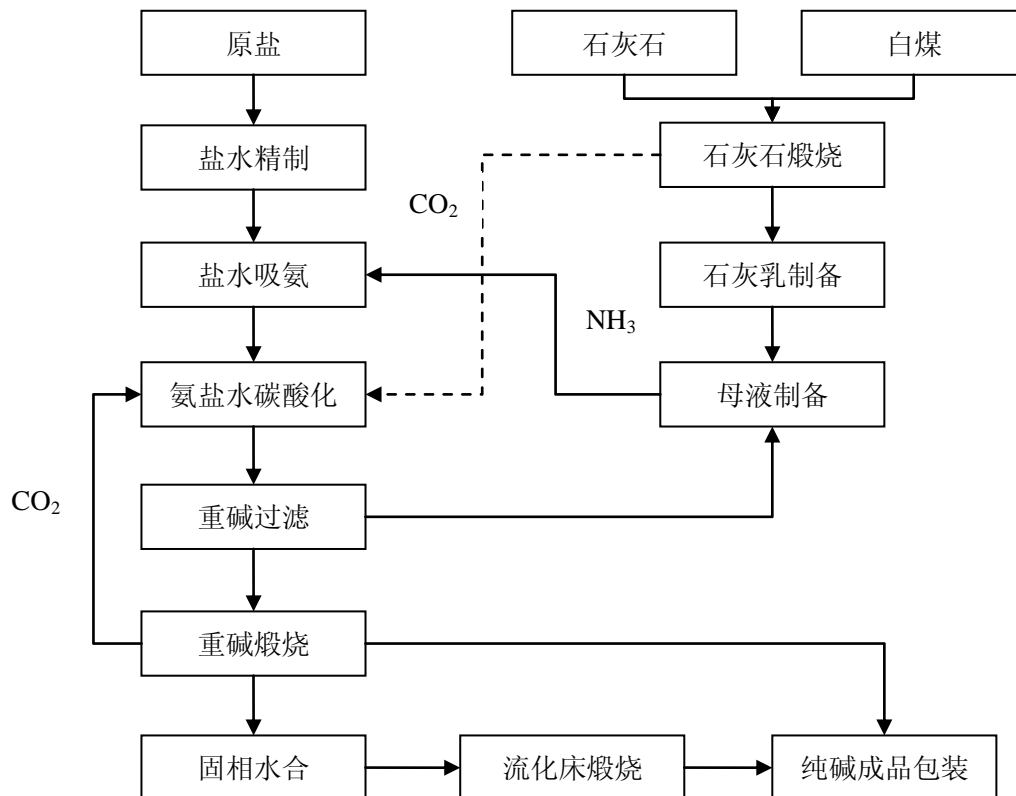 原盐
石灰石
白煤
盐水精制
石灰石煅烧
CO₂
盐水吸氨
石灰乳制备
NH₃
氨盐水碳酸化
母液制备
CO₂
重碱过滤
重碱煅烧
固相水合
流化床煅烧
纯碱成品包装